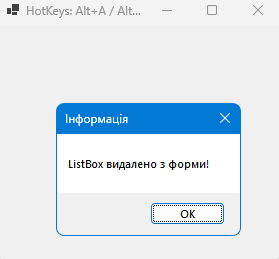 HotKeys: Alt+A / Alt...
Інформація
ListBox видалено з форми!
OK